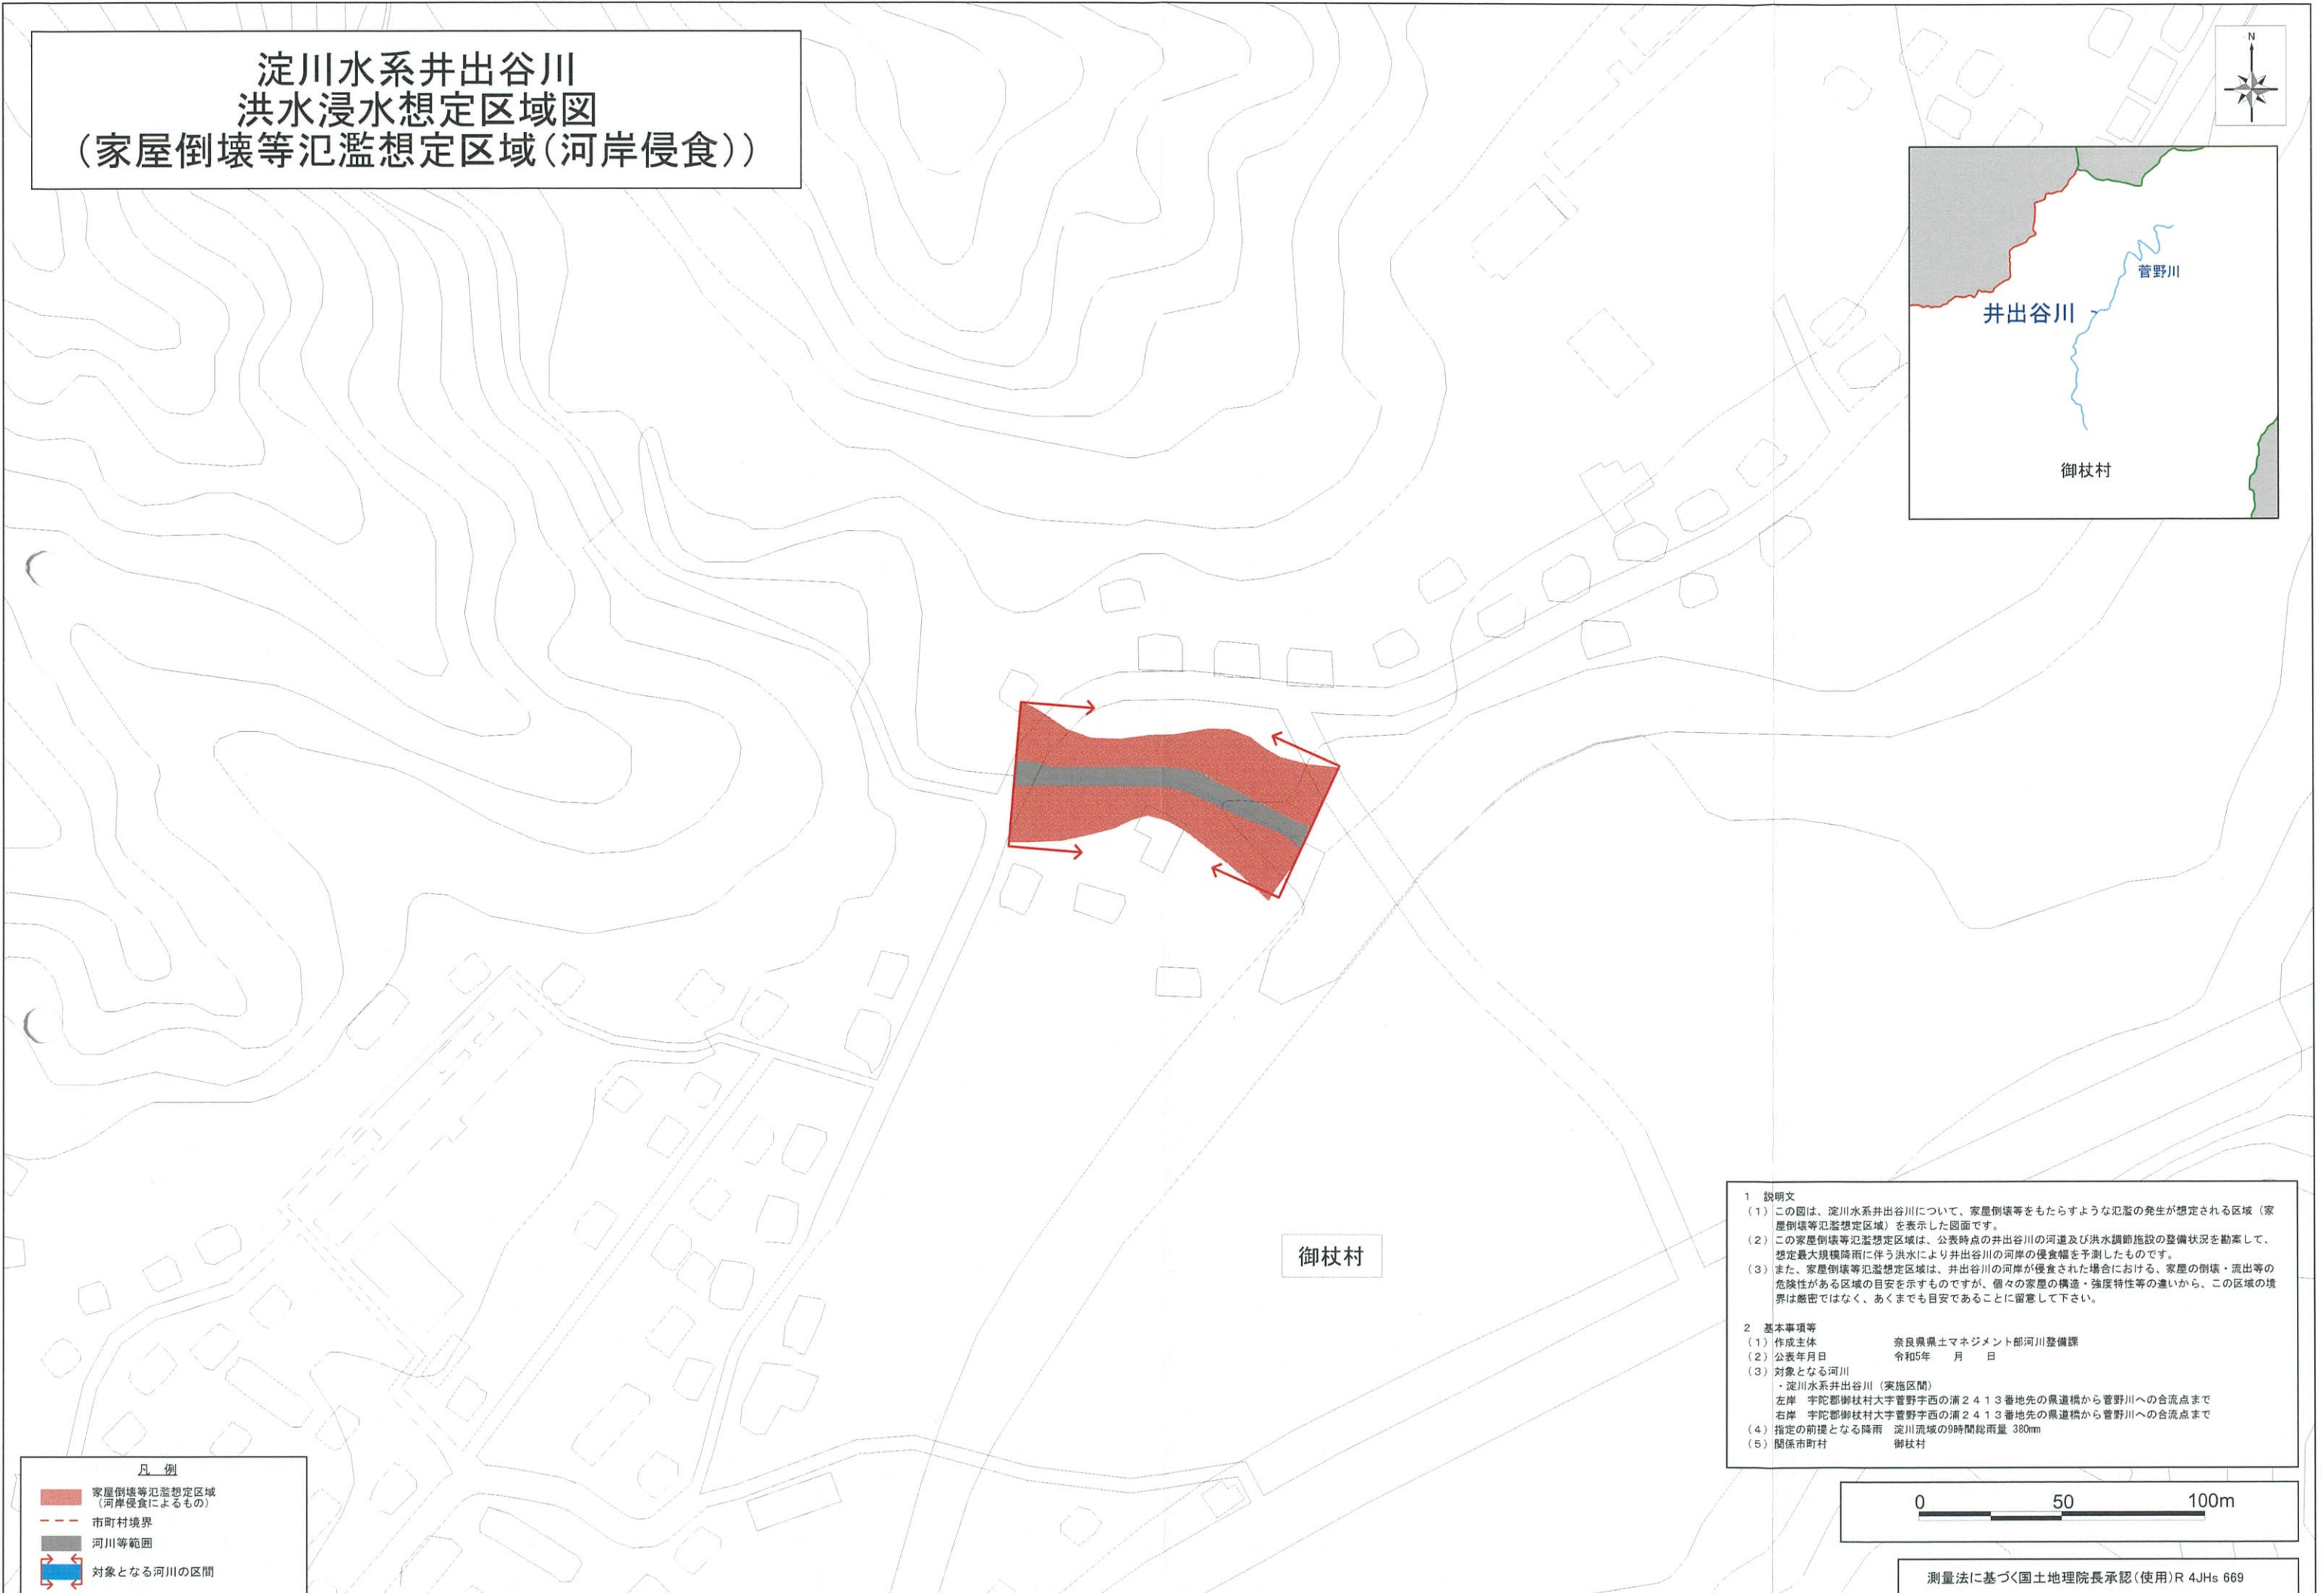 淀川水系井出谷川
洪水浸水想定区域図
（家屋倒壊等氾濫想定区域（河岸侵食））
N
菅野川
井出谷川
御杖村
御杖村
1 説明文
（1）この図は、淀川水系井出谷川について、家屋倒壊等をもたらすような氾濫の発生が想定される区域（家
屋倒壊等氾濫想定区域）を表示した図面です。
（2）この家屋倒壊等氾濫想定区域は、公表時点の井出谷川の河道及び洪水調節施設の整備状況を勘案して、
想定最大規模降雨に伴う洪水により井出谷川の河岸の侵食幅を予測したものです。
（3）また、家屋倒壊等氾濫想定区域は、井出谷川の河岸が侵食された場合における、家屋の倒壊・流出等の
危険性がある区域の目安を示すものですが、個々の家屋の構造・強度特性等の違いから、この区域の境
界は厳密ではなく、あくまでも目安であることに留意して下さい。
2 基本事項等
（1）作成主体 奈良県県土マネジメント部河川整備課
（2）公表年月日 令和5年 月 日
（3）対象となる河川
・淀川水系井出谷川（実施区間）
左岸 宇陀郡御杖村大字菅野字西の浦２４１３番地先の県道橋から菅野川への合流点まで
右岸 宇陀郡御杖村大字菅野字西の浦２４１３番地先の県道橋から菅野川への合流点まで
（4）指定の前提となる降雨 淀川流域の9時間総雨量 380mm
（5）関係市町村 御杖村
凡 例
家屋倒壊等氾濫想定区域
（河岸侵食によるもの）
市町村境界
河川等範囲
対象となる河川の区間
0 50 100m
測量法に基づく国土地理院長承認（使用）R 4JHs 669